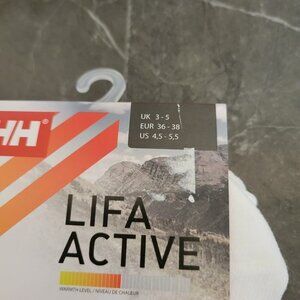 HH
UK 3 - 5
EUR 36 - 38
US 4,5 - 5,5
LIFA
ACTIVE
WARMTH LEVEL / NIVEAU DE CHALEUR